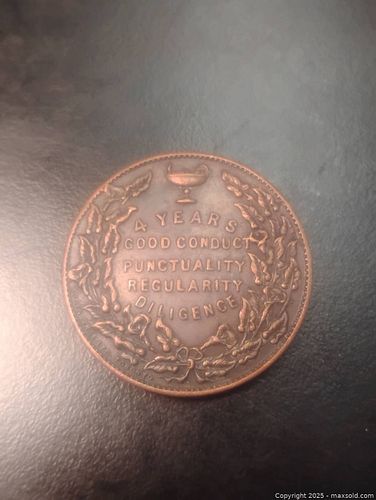 4 YEARS
GOOD CONDUCT
PUNCTUALITY
REGULARITY
DILIGENCE
Copyright 2025 - maxsold.com